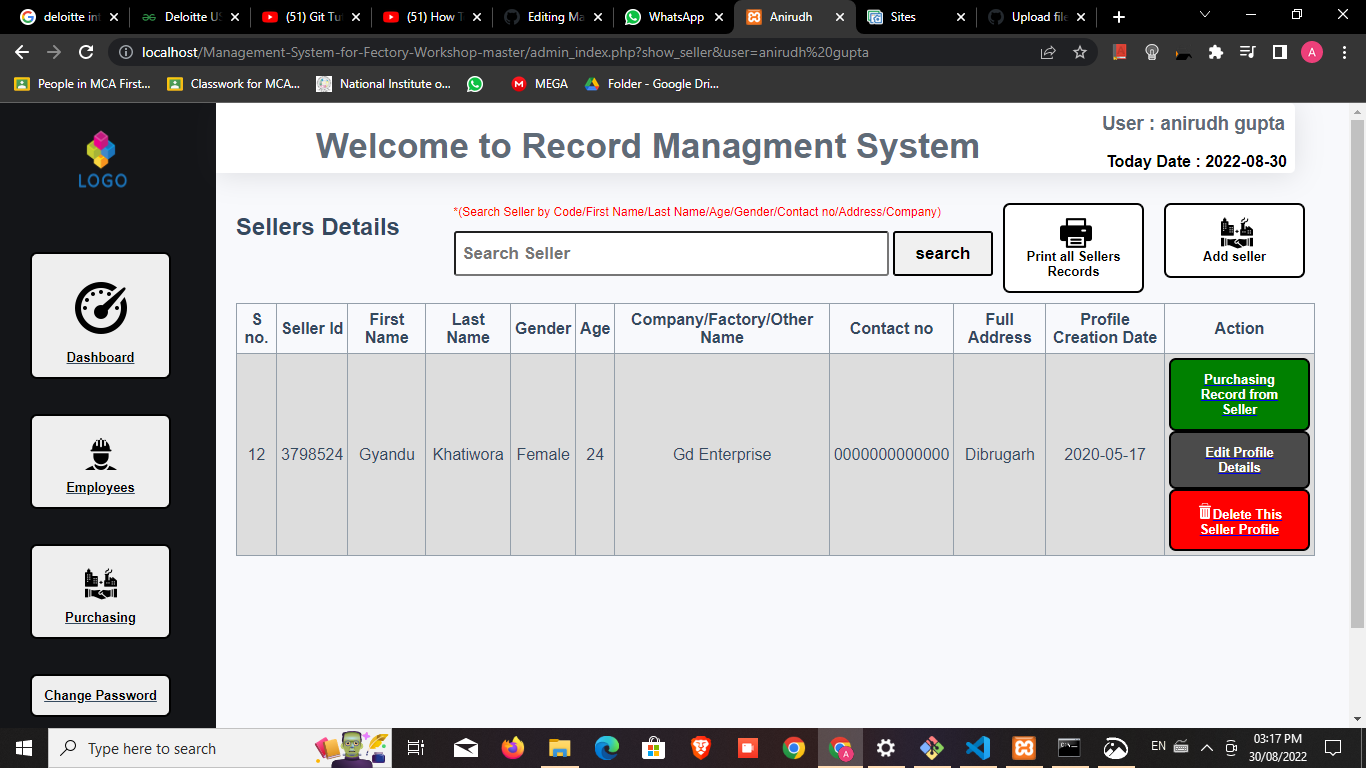 deloitte int
Deloitte US
(51) Git Tut
(51) How T
Editing Ma
WhatsApp
Anirudh
Sites
Upload file
localhost/Management-System-for-Fectory-Workshop-master/admin_index.php?show_seller&user=anirudh%20gupta
A
People in MCA First...
Classwork for MCA...
National Institute o...
MEGA
Folder - Google Dri...
LOGO
Welcome to Record Managment System
User : anirudh gupta
Today Date : 2022-08-30
Dashboard
Employees
Purchasing
Change Password
Sellers Details
*(Search Seller by Code/First Name/Last Name/Age/Gender/Contact no/Address/Company)
Search Seller
search
Print all Sellers
Records
Add seller
S no. Seller Id First Name Last Name Gender Age Company/Factory/Other Name Contact no Full Address Profile Creation Date Action
12 3798524 Gyandu Khatiwora Female 24 Gd Enterprise 0000000000000 Dibrugarh 2020-05-17
Purchasing
Record from
Seller
Edit Profile
Details
Delete This
Seller Profile
Type here to search
A
EN
03:17 PM
30/08/2022